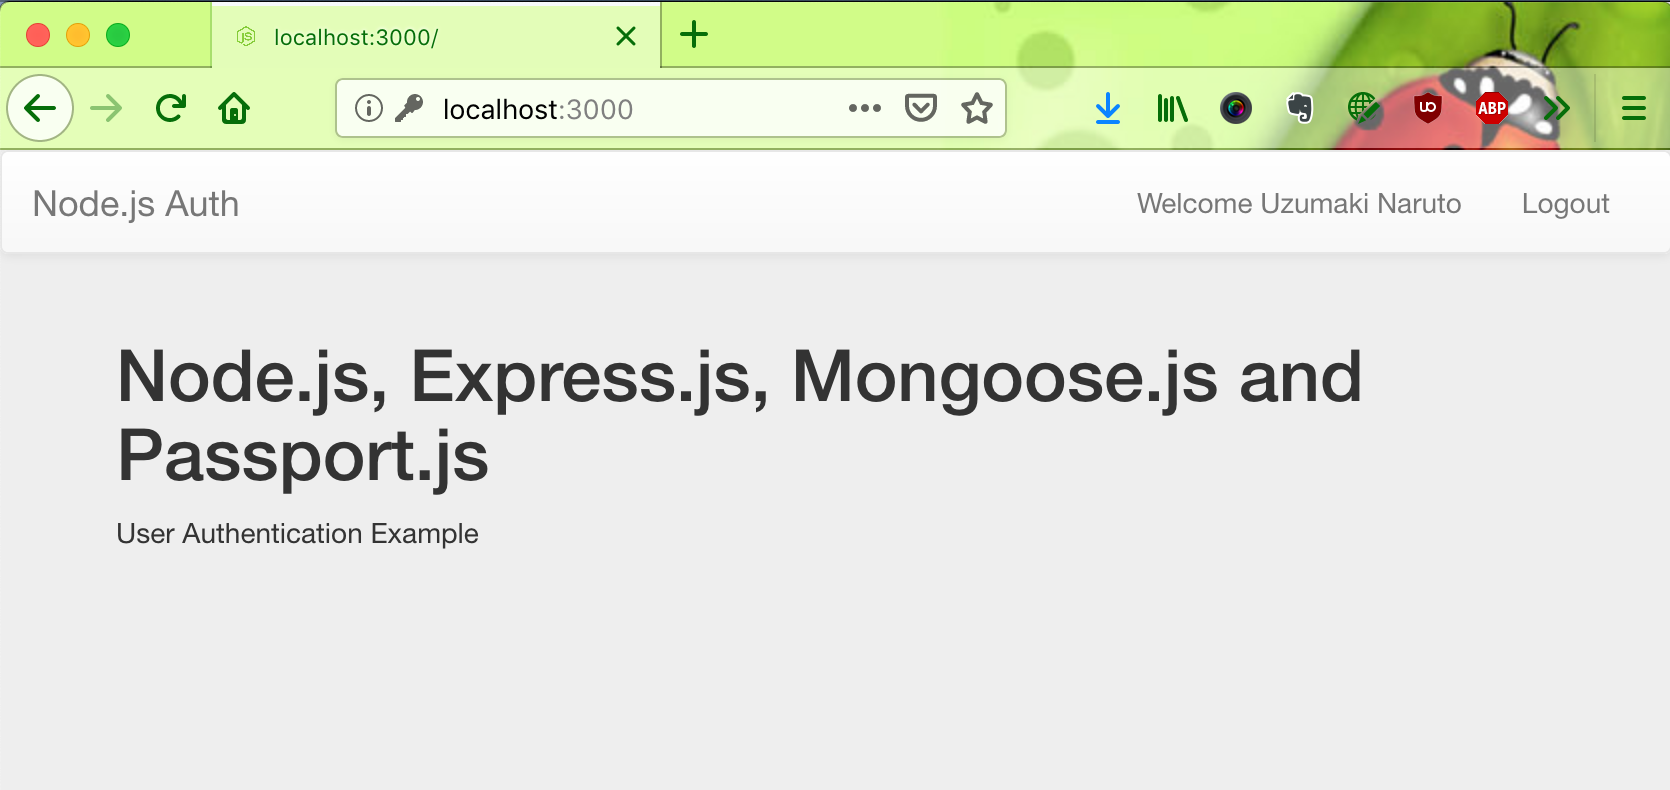 localhost:3000/
localhost:3000
UO
ABP
Node.js Auth
Welcome Uzumaki Naruto
Logout
Node.js, Express.js, Mongoose.js and
Passport.js
User Authentication Example